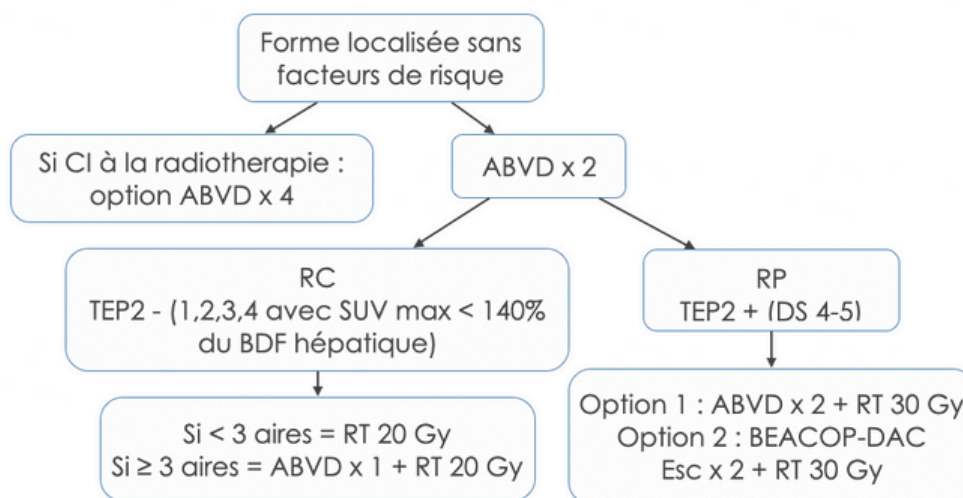 Forme localisée sans
facteurs de risque
Si CI à la radiotherapie :
option ABVD x 4
ABVD x 2
RC
TEP2 - (1,2,3,4 avec SUV max < 140%
du BDF hépatique)
RP
TEP2 + (DS 4-5)
Si < 3 aires = RT 20 Gy
Si ≥ 3 aires = ABVD x 1 + RT 20 Gy
Option 1 : ABVD x 2 + RT 30 Gy
Option 2 : BEACOP-DAC
Esc x 2 + RT 30 Gy